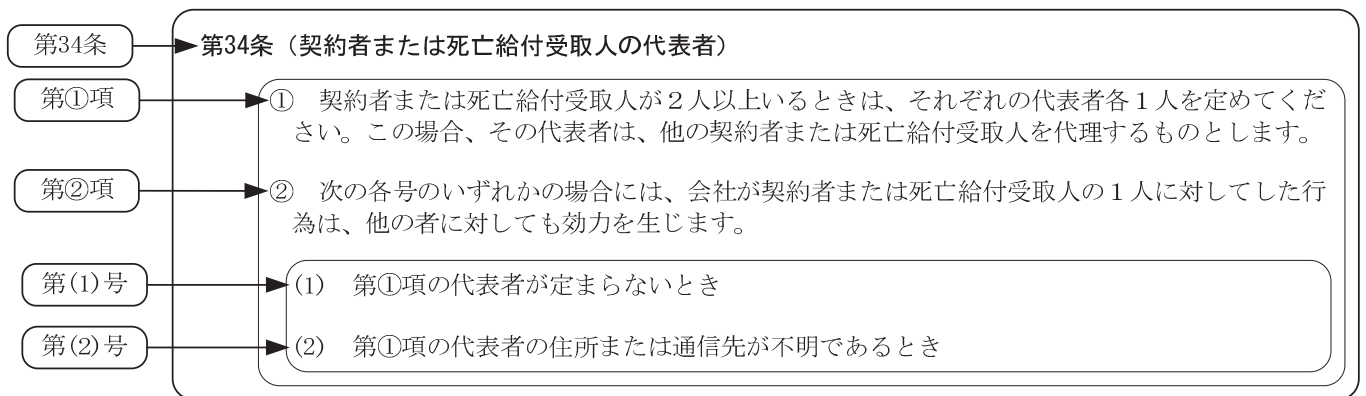 第34条
第34条（契約者または死亡給付受取人の代表者）
第①項
①　契約者または死亡給付受取人が２人以上いるときは、それぞれの代表者各１人を定めてくだ
さい。この場合、その代表者は、他の契約者または死亡給付受取人を代理するものとします。
第②項
②　次の各号のいずれかの場合には、会社が契約者または死亡給付受取人の１人に対してした行
為は、他の者に対しても効力を生じます。
第(1)号
(1)　第①項の代表者が定まらないとき
第(2)号
(2)　第①項の代表者の住所または通信先が不明であるとき